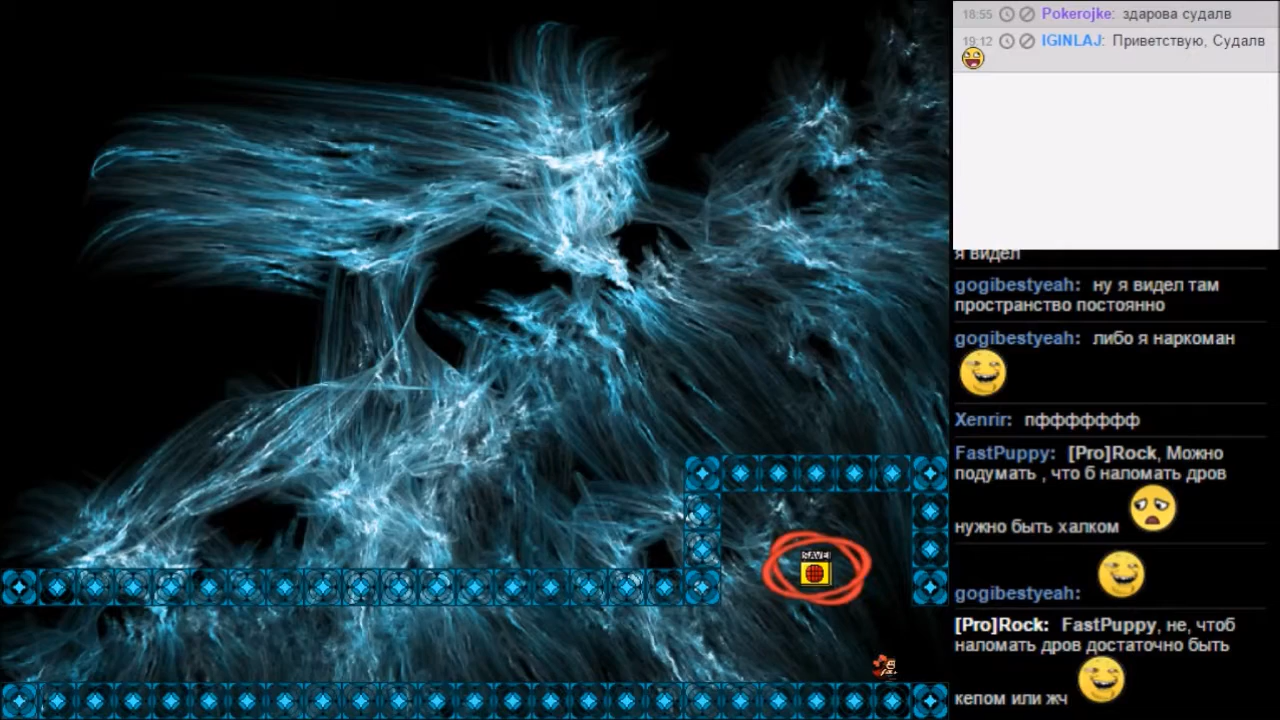 18:55 Pokerojke: здарова судалв
19:12 IGINLAJ: Приветствую, Судалв
я видел
gogibestyeah: ну я видел там
пространство постоянно
gogibestyeah: либо я наркоман
Xenrir: пфффффф
FastPuppy: [Pro]Rock, Можно
подумать , что б наломать дров
нужно быть халком
gogibestyeah:
[Pro]Rock: FastPuppy, не, чтоб
наломать дров достаточно быть
кепом или жч
SAVE!